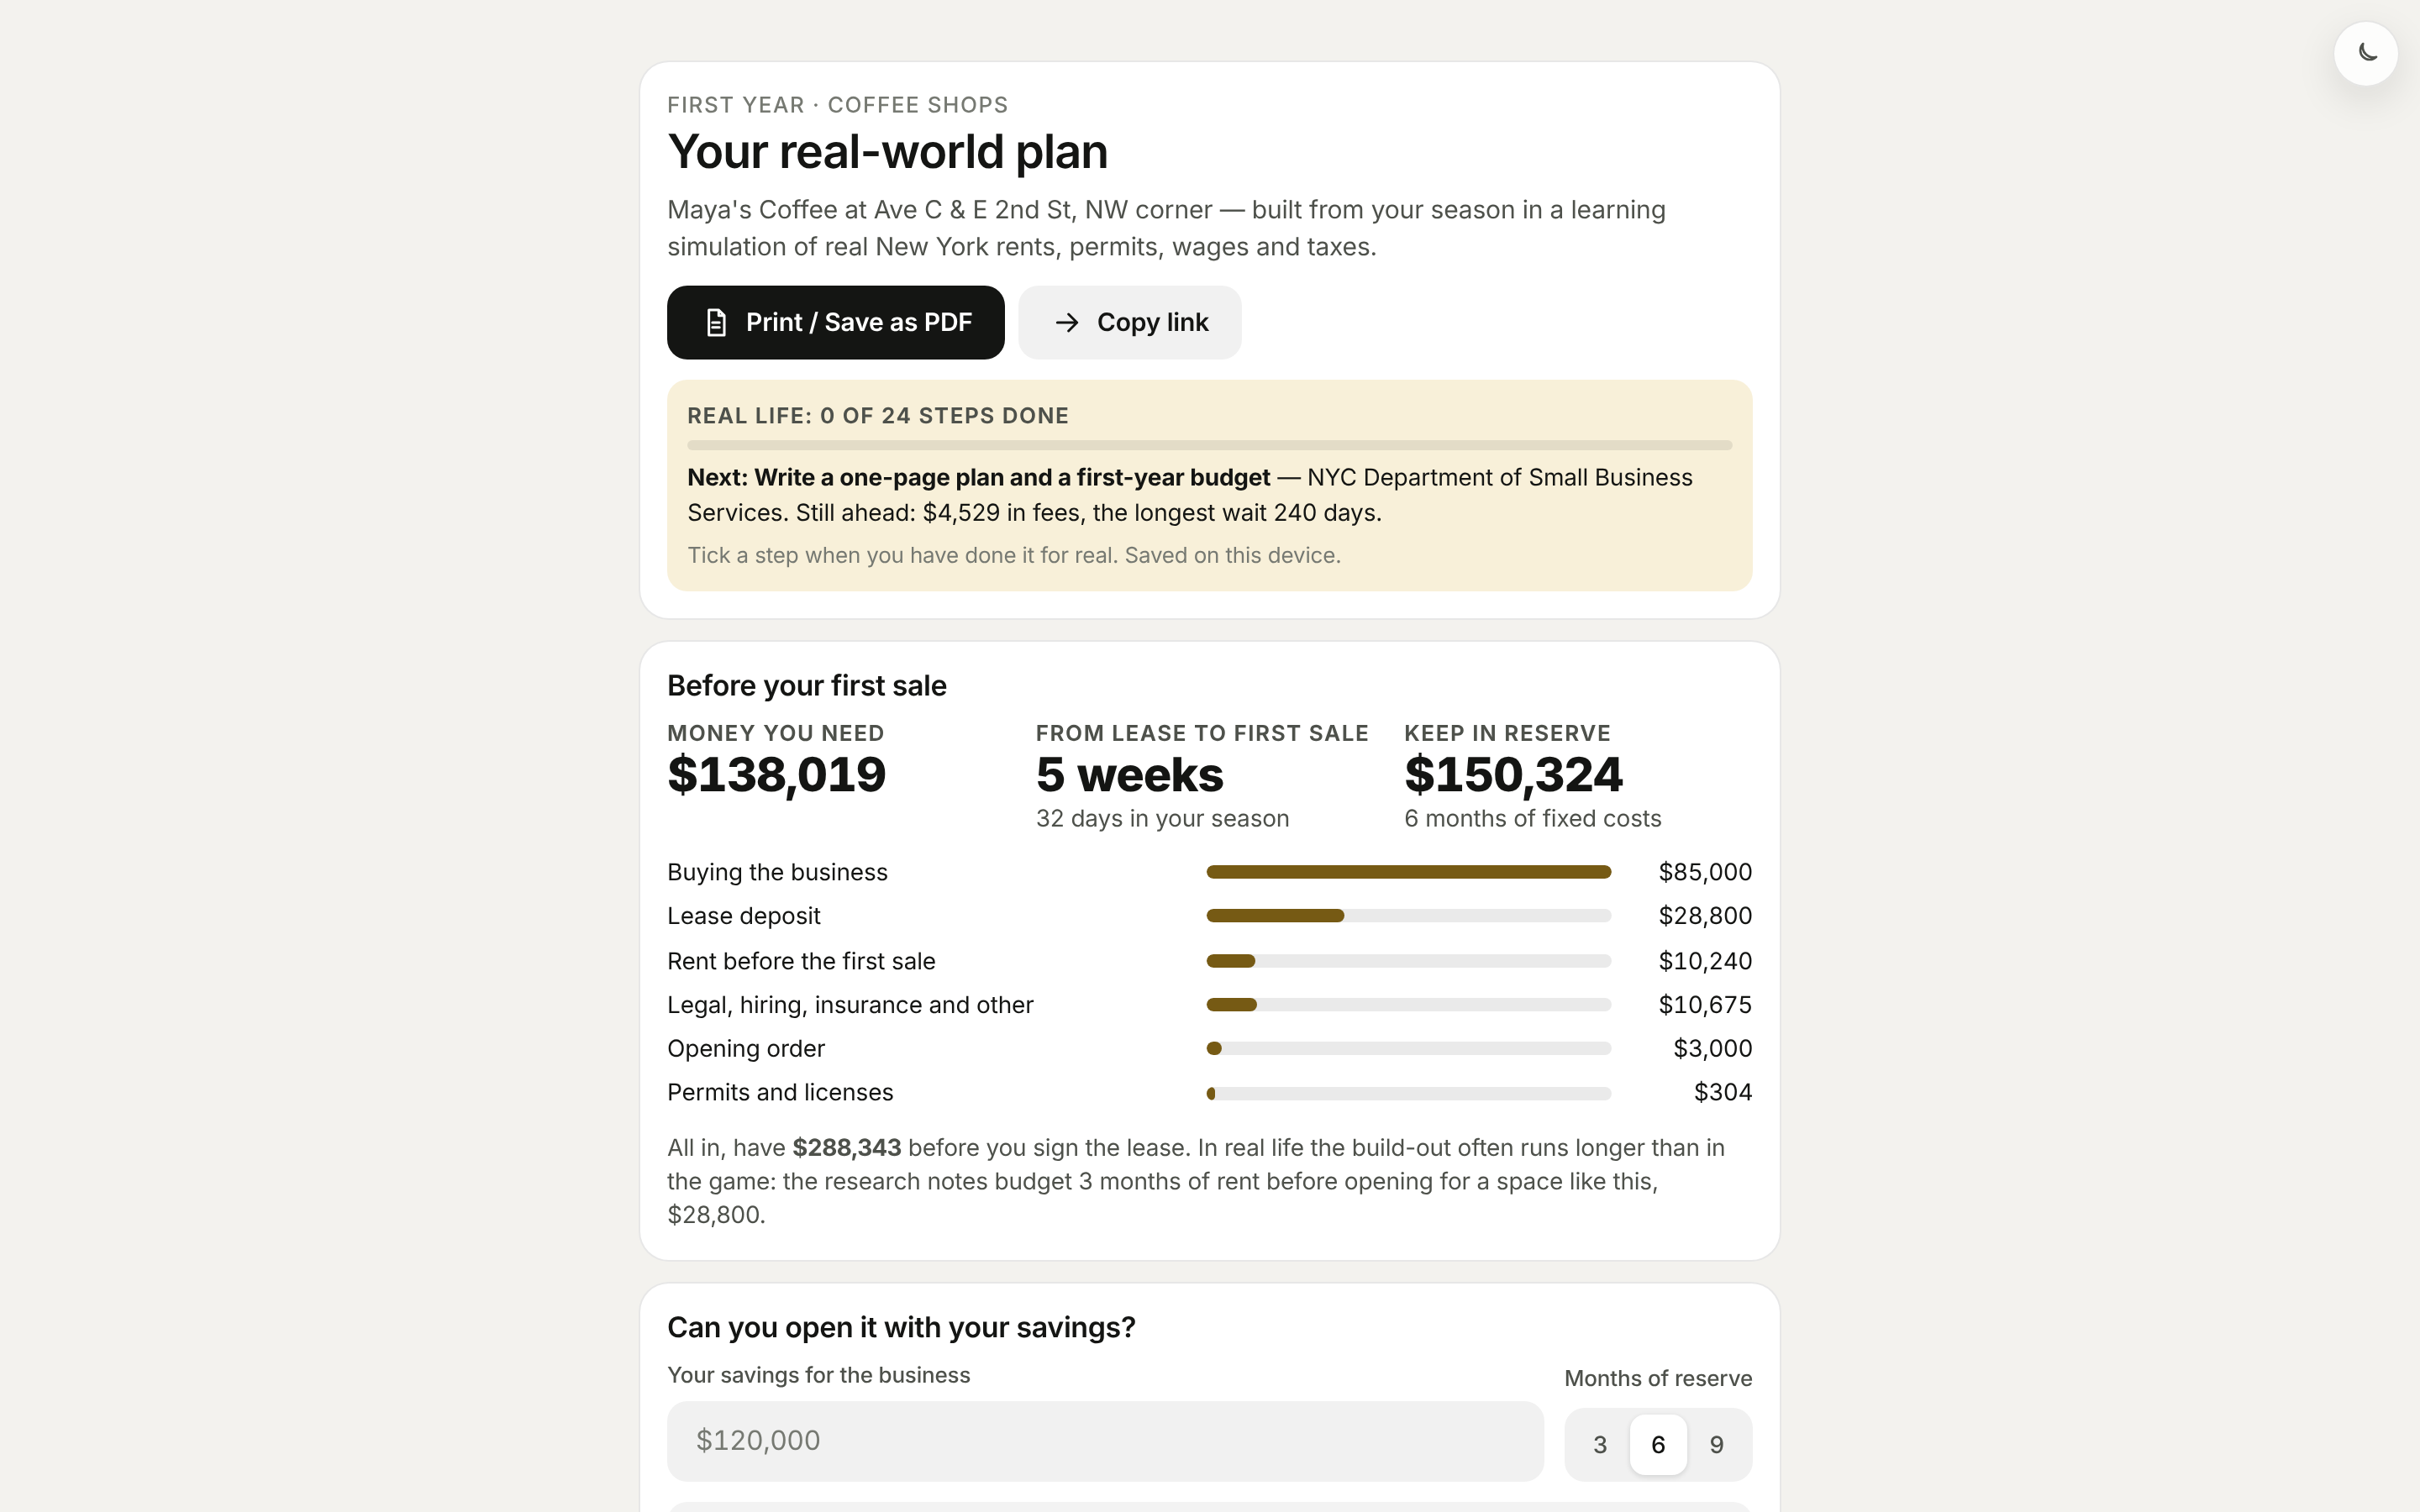 FIRST YEAR · COFFEE SHOPS
Your real-world plan
Maya's Coffee at Ave C & E 2nd St, NW corner — built from your season in a learning
simulation of real New York rents, permits, wages and taxes.
Print / Save as PDF
Copy link
REAL LIFE: 0 OF 24 STEPS DONE
Next: Write a one-page plan and a first-year budget — NYC Department of Small Business
Services. Still ahead: $4,529 in fees, the longest wait 240 days.
Tick a step when you have done it for real. Saved on this device.
Before your first sale
MONEY YOU NEED
$138,019
FROM LEASE TO FIRST SALE
5 weeks
32 days in your season
KEEP IN RESERVE
$150,324
6 months of fixed costs
Buying the business $85,000
Lease deposit $28,800
Rent before the first sale $10,240
Legal, hiring, insurance and other $10,675
Opening order $3,000
Permits and licenses $304
All in, have $288,343 before you sign the lease. In real life the build-out often runs longer than in
the game: the research notes budget 3 months of rent before opening for a space like this,
$28,800.
Can you open it with your savings?
Your savings for the business
$120,000
Months of reserve
3 6 9